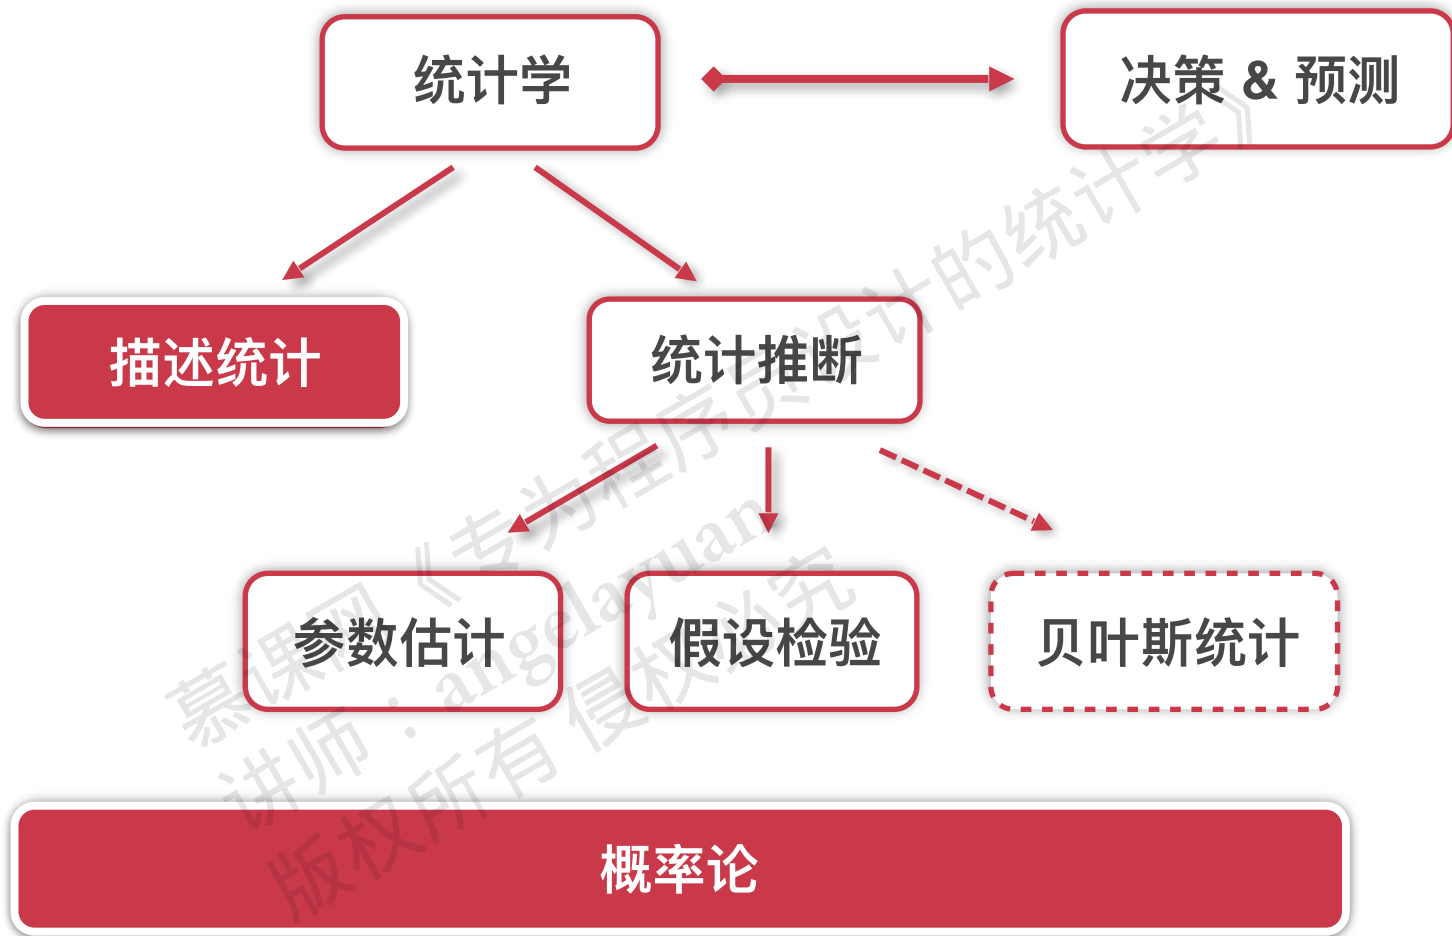 统计学
决策 & 预测
描述统计
统计推断
参数估计
假设检验
贝叶斯统计
概率论
慕课网《专为程序员设计的统计学》
讲师：angelayuan
版权所有 侵权必究